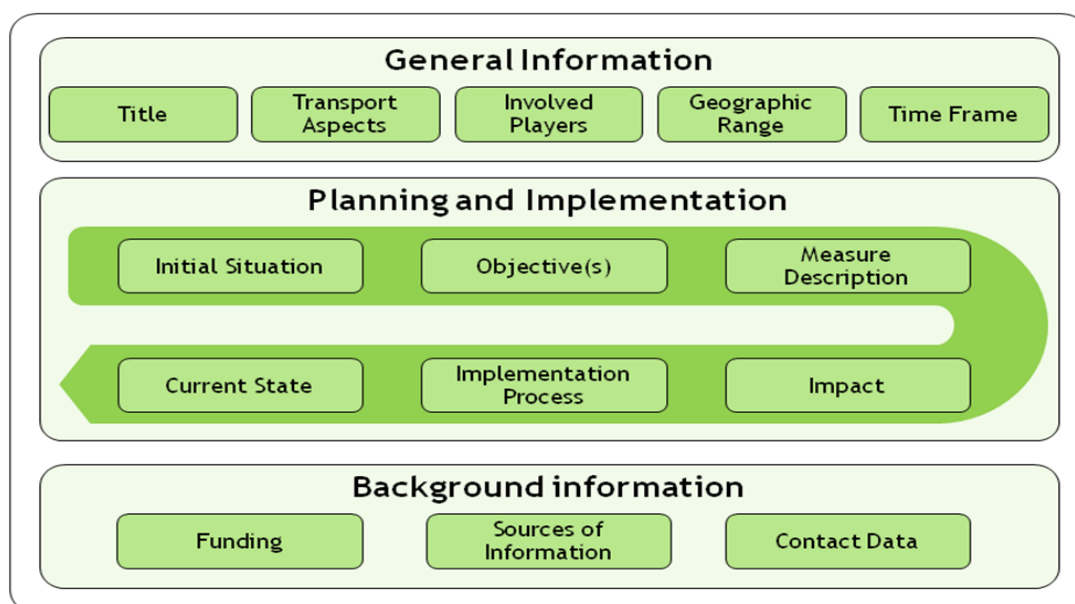 General Information
Title
Transport
Aspects
Involved
Players
Geographic
Range
Time Frame
Planning and Implementation
Initial Situation
Objective(s)
Measure
Description
Current State
Implementation
Process
Impact
Background information
Funding
Sources of
Information
Contact Data